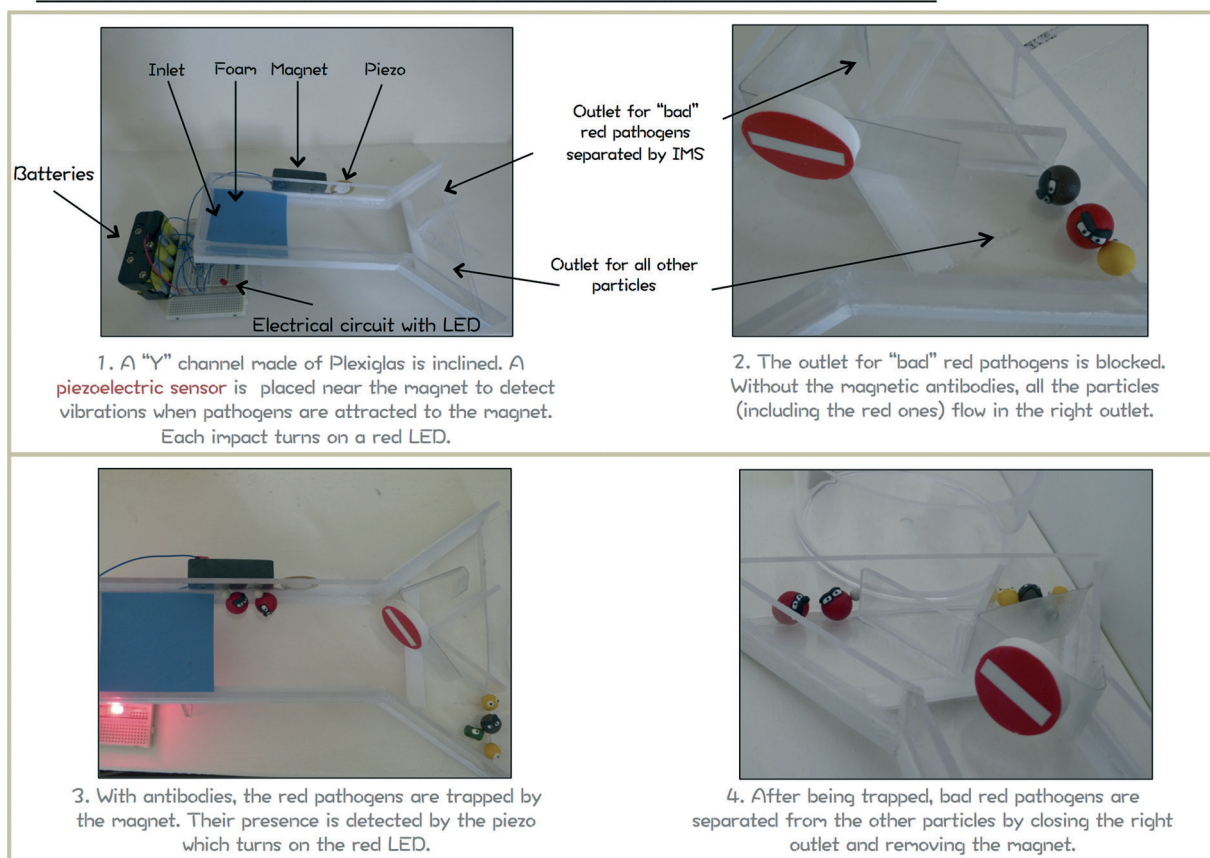 Inlet Foam Magnet Piezo
Batteries
Outlet for “bad”
red pathogens
separated by IMS
Outlet for all other
particles
Electrical circuit with LED
1. A “Y” channel made of Plexiglas is inclined. A
piezoelectric sensor is placed near the magnet to detect
vibrations when pathogens are attracted to the magnet.
Each impact turns on a red LED.
2. The outlet for “bad” red pathogens is blocked.
Without the magnetic antibodies, all the particles
(including the red ones) flow in the right outlet.
3. With antibodies, the red pathogens are trapped by
the magnet. Their presence is detected by the piezo
which turns on the red LED.
4. After being trapped, bad red pathogens are
separated from the other particles by closing the right
outlet and removing the magnet.